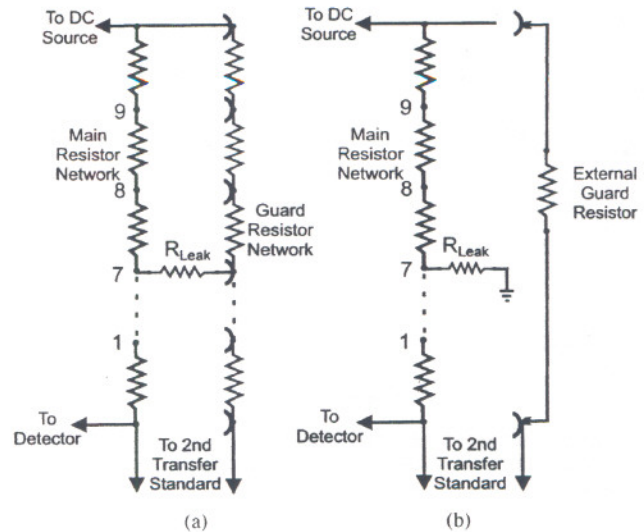 To DC
Source
9
Main
Resistor
Network
8
Guard
Resistor
Network
R_Leak
7
1
To
Detector
To 2nd
Transfer
Standard
(a)
To DC
Source
9
Main
Resistor
Network
8
External
Guard
Resistor
R_Leak
7
1
To
Detector
To 2nd
Transfer
Standard
(b)